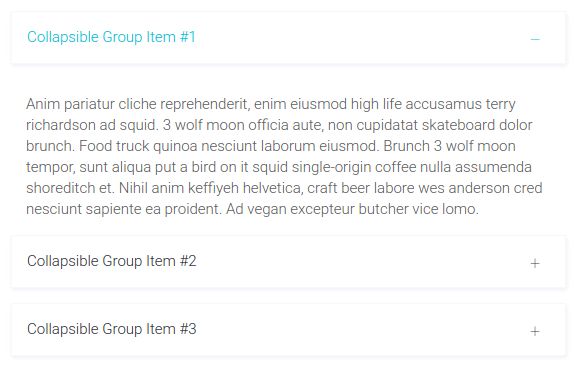 Collapsible Group Item #1
Anim pariatur cliche reprehenderit, enim eiusmod high life accusamus terry
richardson ad squid. 3 wolf moon officia aute, non cupidatat skateboard dolor
brunch. Food truck quinoa nesciunt laborum eiusmod. Brunch 3 wolf moon
tempor, sunt aliqua put a bird on it squid single-origin coffee nulla assumenda
shoreditch et. Nihil anim keffiyeh helvetica, craft beer labore wes anderson cred
nesciunt sapiente ea proident. Ad vegan excepteur butcher vice lomo.
Collapsible Group Item #2
Collapsible Group Item #3